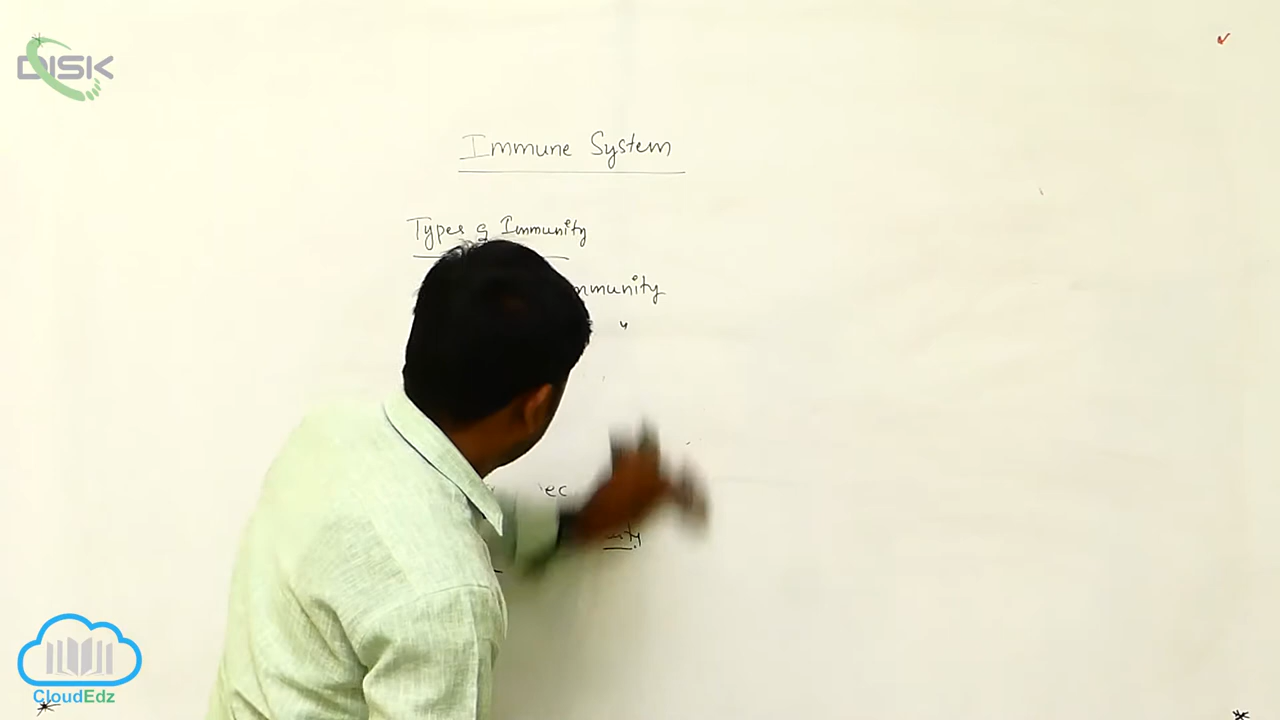 DISK
Immune System
Types of Immunity
mmunity
"
ec
CloudEdz